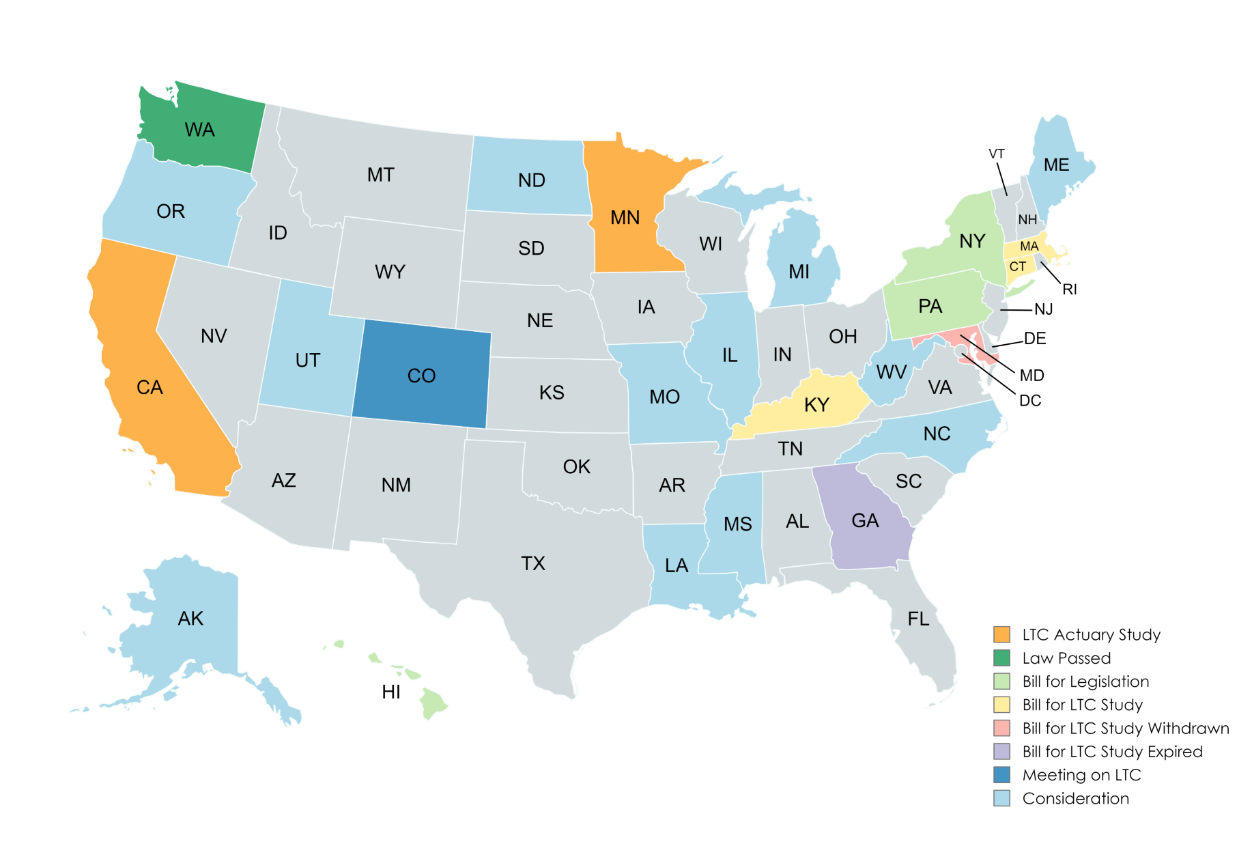 WA
MT
ND
MN
VT
ME
OR
ID
SD
WI
NH
NY
MA
WY
MI
CT
RI
NE
IA
PA
NJ
NV
UT
CO
IL
IN
OH
DE
CA
KS
MO
WV
VA
MD
DC
KY
NC
AZ
NM
OK
TN
AR
SC
TX
MS
AL
GA
LA
AK
FL
HI
LTC Actuary Study
Law Passed
Bill for Legislation
Bill for LTC Study
Bill for LTC Study Withdrawn
Bill for LTC Study Expired
Meeting on LTC
Consideration